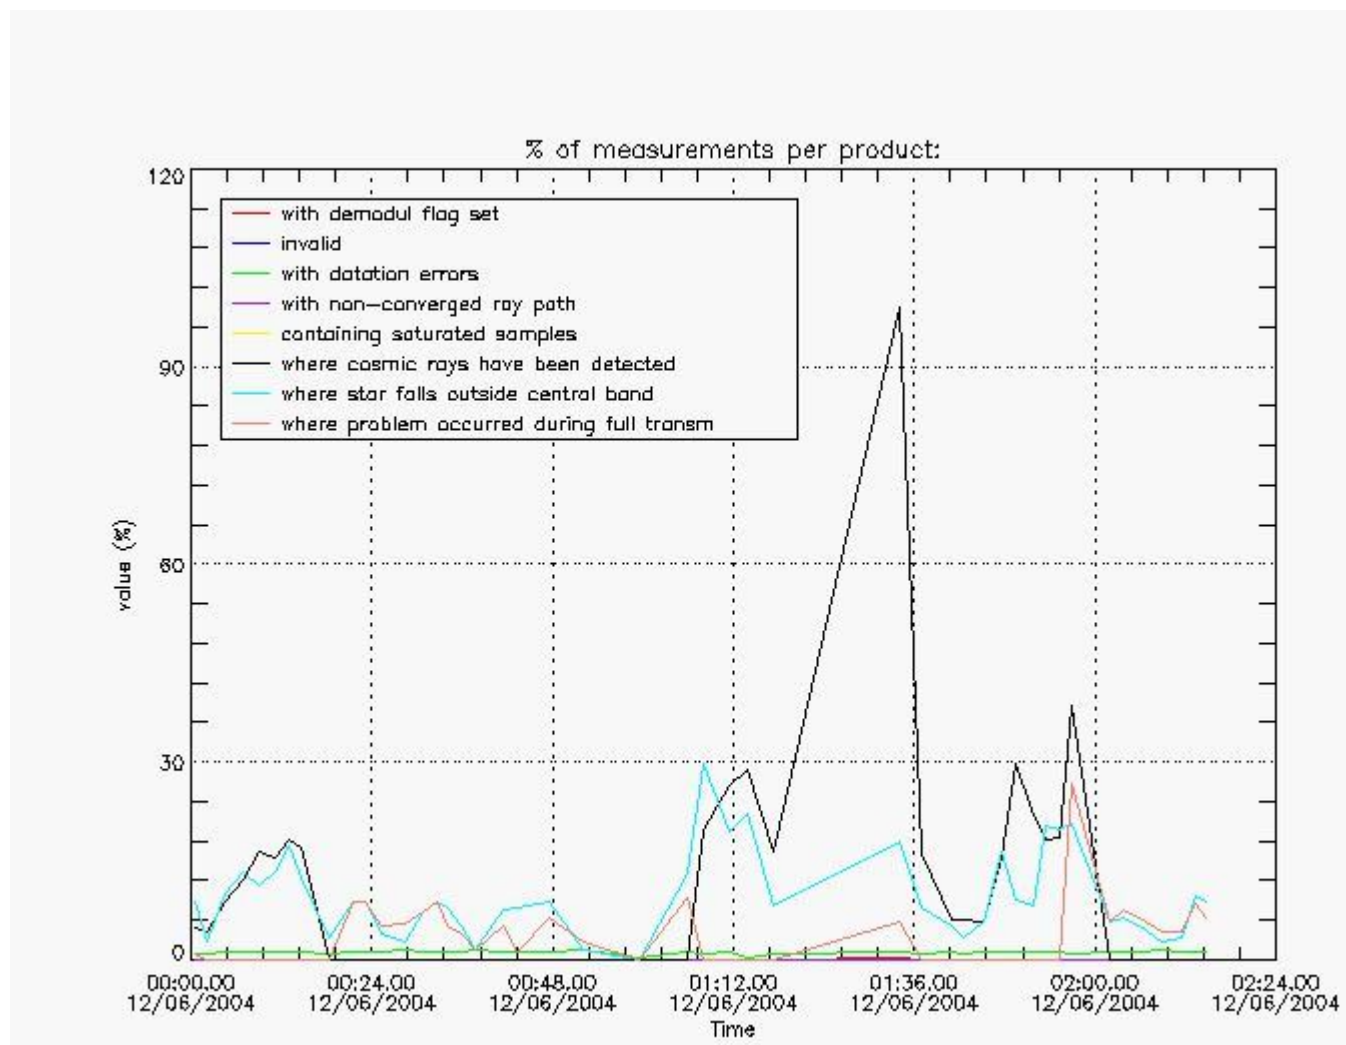 % of measurements per product:
120
with demodul flag set
invalid
with datation errors
with non-converged ray path
containing saturated samples
where cosmic rays have been detected
where star falls outside central band
where problem occurred during full transm
90
60
30
0
value (%)
00:00.00 00:24.00 00:48.00 01:12.00 01:36.00 02:00.00 02:24.00
12/06/2004 12/06/2004 12/06/2004 12/06/2004 12/06/2004 12/06/2004 12/06/2004
Time